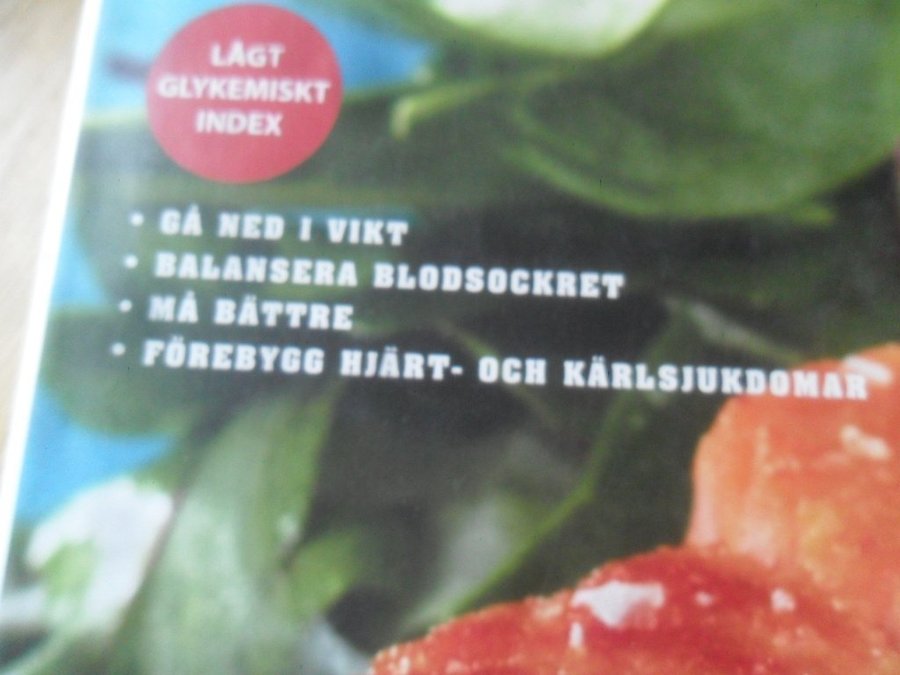 LÅGT
GLYKEMISKT
INDEX
• GÅ NED I VIKT
• BALANSERA BLODSOCKRET
• MÅ BÄTTRE
• FÖREBYGG HJÄRT- OCH KÄRLSJUKDOMAR